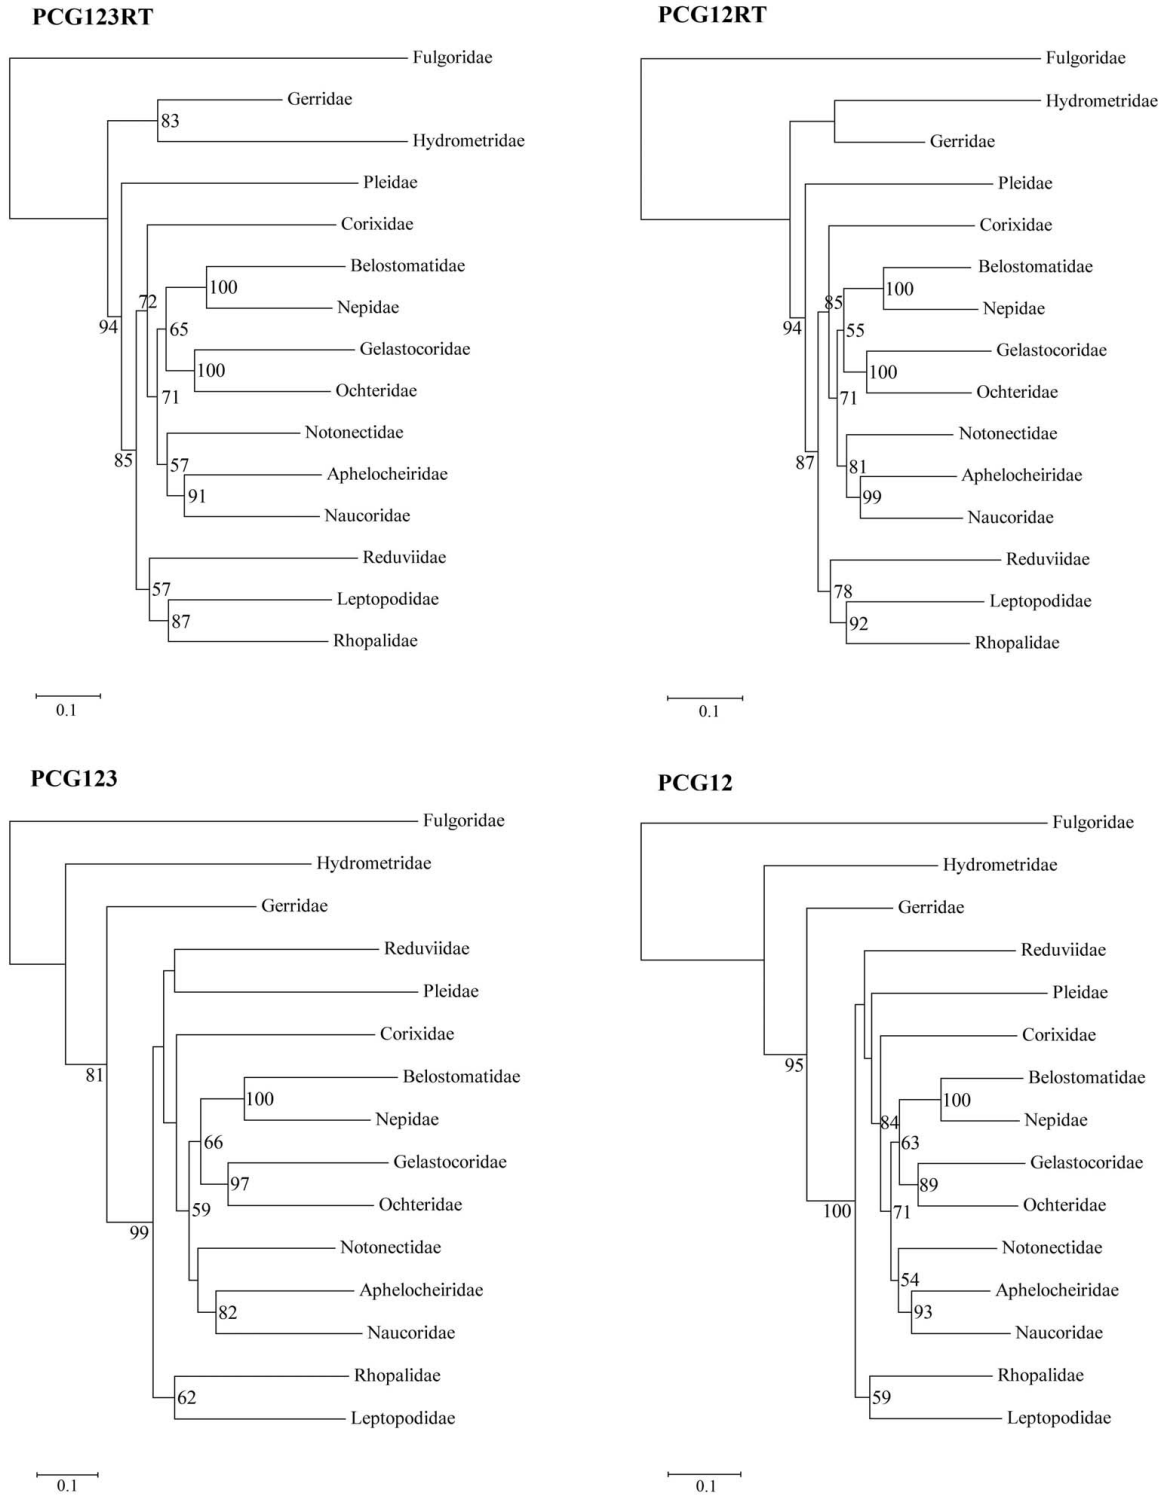 PCG123RT
Fulgoridae
Gerridae
83
Hydrometridae
Pleidae
Corixidae
Belostomatidae
100
72
Nepidae
94
65
Gelastocoridae
100
Ochteridae
71
Notonectidae
85
57
Aphelocheiridae
91
Naucoridae
Reduviidae
57
Leptopodidae
87
Rhopalidae
0.1
PCG12RT
Fulgoridae
Hydrometridae
Gerridae
Pleidae
Corixidae
Belostomatidae
100
85
Nepidae
94
55
Gelastocoridae
100
Ochteridae
71
Notonectidae
87
81
Aphelocheiridae
99
Naucoridae
Reduviidae
78
Leptopodidae
92
Rhopalidae
0.1
PCG123
Fulgoridae
Hydrometridae
Gerridae
Reduviidae
Pleidae
Corixidae
81
Belostomatidae
100
Nepidae
66
Gelastocoridae
97
Ochteridae
59
99
Notonectidae
Aphelocheiridae
82
Naucoridae
Rhopalidae
62
Leptopodidae
0.1
PCG12
Fulgoridae
Hydrometridae
Gerridae
Reduviidae
Pleidae
Corixidae
95
Belostomatidae
100
Nepidae
84
63
Gelastocoridae
89
Ochteridae
100
71
Notonectidae
54
Aphelocheiridae
93
Naucoridae
Rhopalidae
59
Leptopodidae
0.1